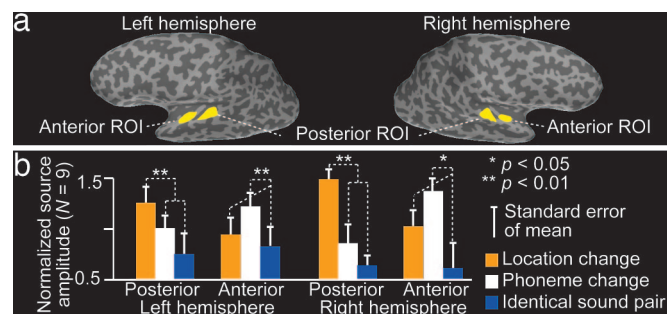 a
Left hemisphere
Right hemisphere
Anterior ROI
Posterior ROI
Anterior ROI
b
Normalized source
amplitude (N = 9)
1.5
0.5
**
**
**
*
Posterior
Anterior
Posterior
Anterior
Left hemisphere
Right hemisphere
* p < 0.05
** p < 0.01
Standard error
of mean
Location change
Phoneme change
Identical sound pair